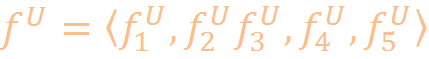 f^U = ⟨f_1^U, f_2^U f_3^U, f_4^U, f_5^U⟩